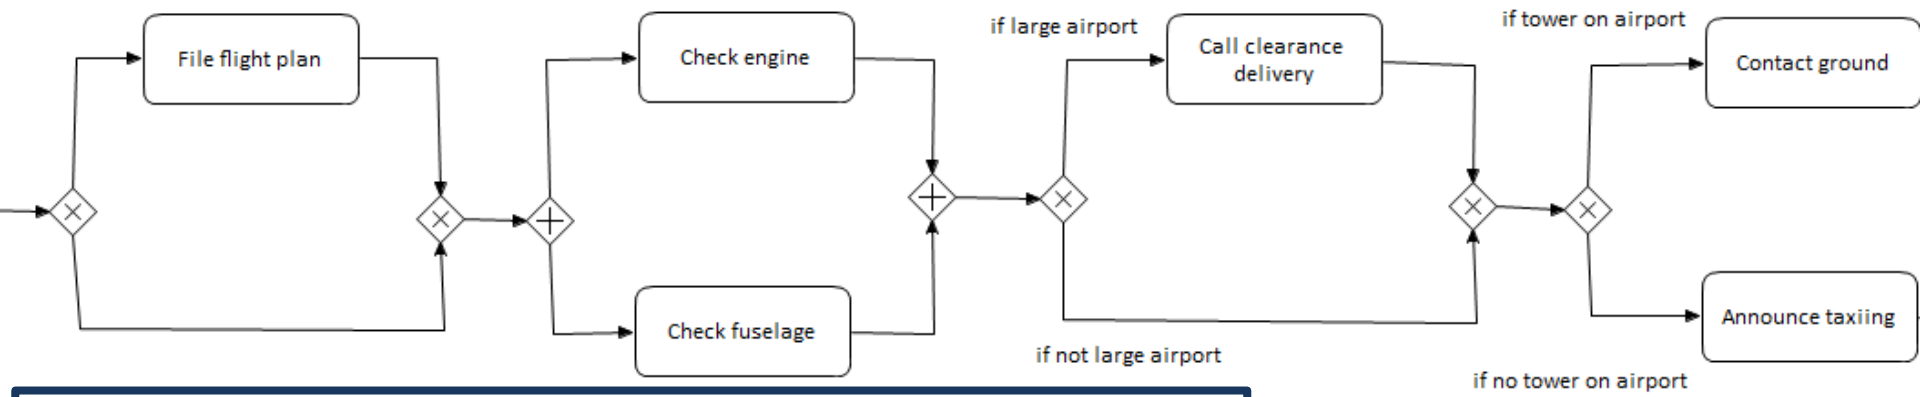 File flight plan
Check engine
Check fuselage
if large airport
Call clearance
delivery
if not large airport
if tower on airport
Contact ground
Announce taxiing
if no tower on airport